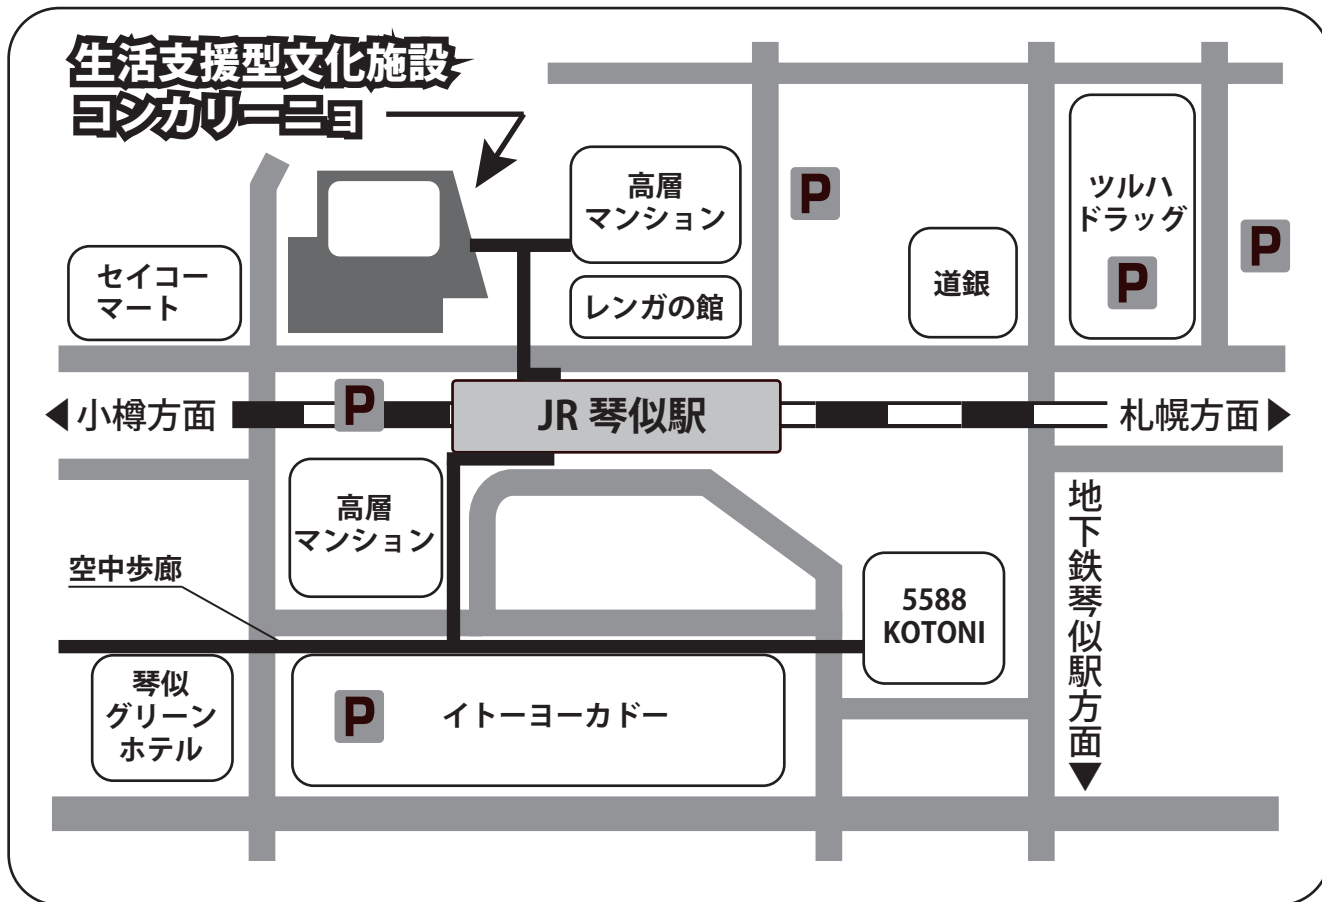 生活支援型文化施設
コンカリーニョ
高層
マンション
P
ツルハ
ドラッグ
P
P
セイコー
マート
レンガの館
道銀
小樽方面
P
JR 琴似駅
札幌方面
高層
マンション
地下鉄琴似駅方面
空中歩廊
5588
KOTONI
琴似
グリーン
ホテル
P
イトーヨーカドー